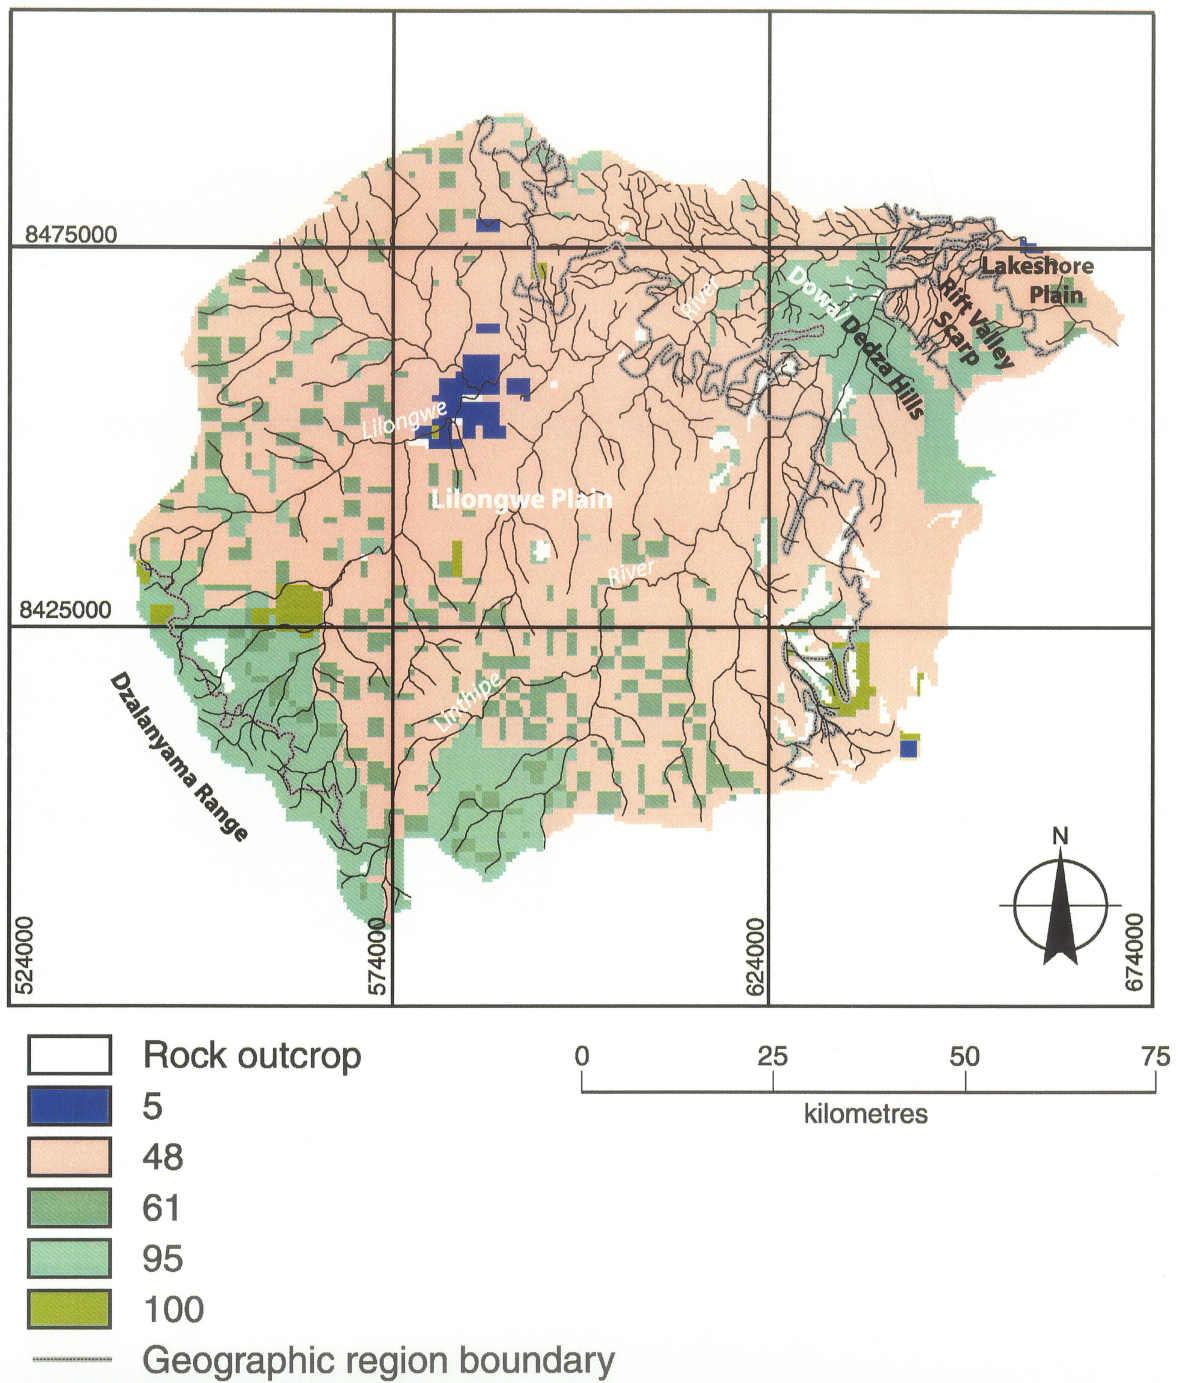 8475000
Lakeshore
Plain
River
Dowa/Dedza Hills
Rift Valley
Scarp
Lilongwe
Lilongwe Plain
River
8425000
Linthipe
Dzalanyama Range
N
524000
574000
624000
674000
Rock outcrop
5
48
61
95
100
Geographic region boundary
0 25 50 75
kilometres